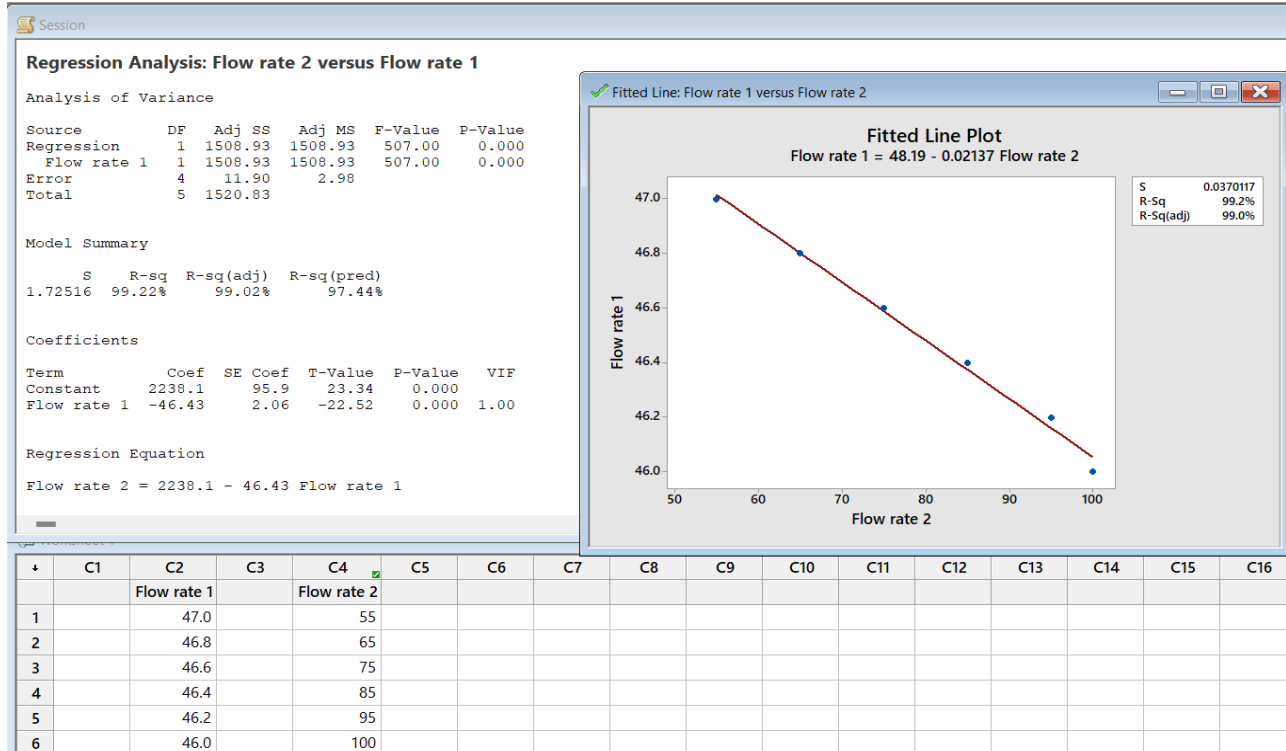 Session
Regression Analysis: Flow rate 2 versus Flow rate 1
Analysis of Variance
Source DF Adj SS Adj MS F-Value P-Value
Regression 1 1508.93 1508.93 507.00 0.000
Flow rate 1 1 1508.93 1508.93 507.00 0.000
Error 4 11.90 2.98
Total 5 1520.83
Model Summary
S R-sq R-sq(adj) R-sq(pred)
1.72516 99.22% 99.02% 97.44%
Coefficients
Term Coef SE Coef T-Value P-Value VIF
Constant 2238.1 95.9 23.34 0.000
Flow rate 1 -46.43 2.06 -22.52 0.000 1.00
Regression Equation
Flow rate 2 = 2238.1 - 46.43 Flow rate 1
Fitted Line: Flow rate 1 versus Flow rate 2
Fitted Line Plot
Flow rate 1 = 48.19 - 0.02137 Flow rate 2
S 0.0370117
R-Sq 99.2%
R-Sq(adj) 99.0%
Flow rate 1
47.0
46.8
46.6
46.4
46.2
46.0
50 60 70 80 90 100
Flow rate 2
C1 C2 C3 C4 C5 C6 C7 C8 C9 C10 C11 C12 C13 C14 C15 C16
Flow rate 1 Flow rate 2
1 47.0 55
2 46.8 65
3 46.6 75
4 46.4 85
5 46.2 95
6 46.0 100